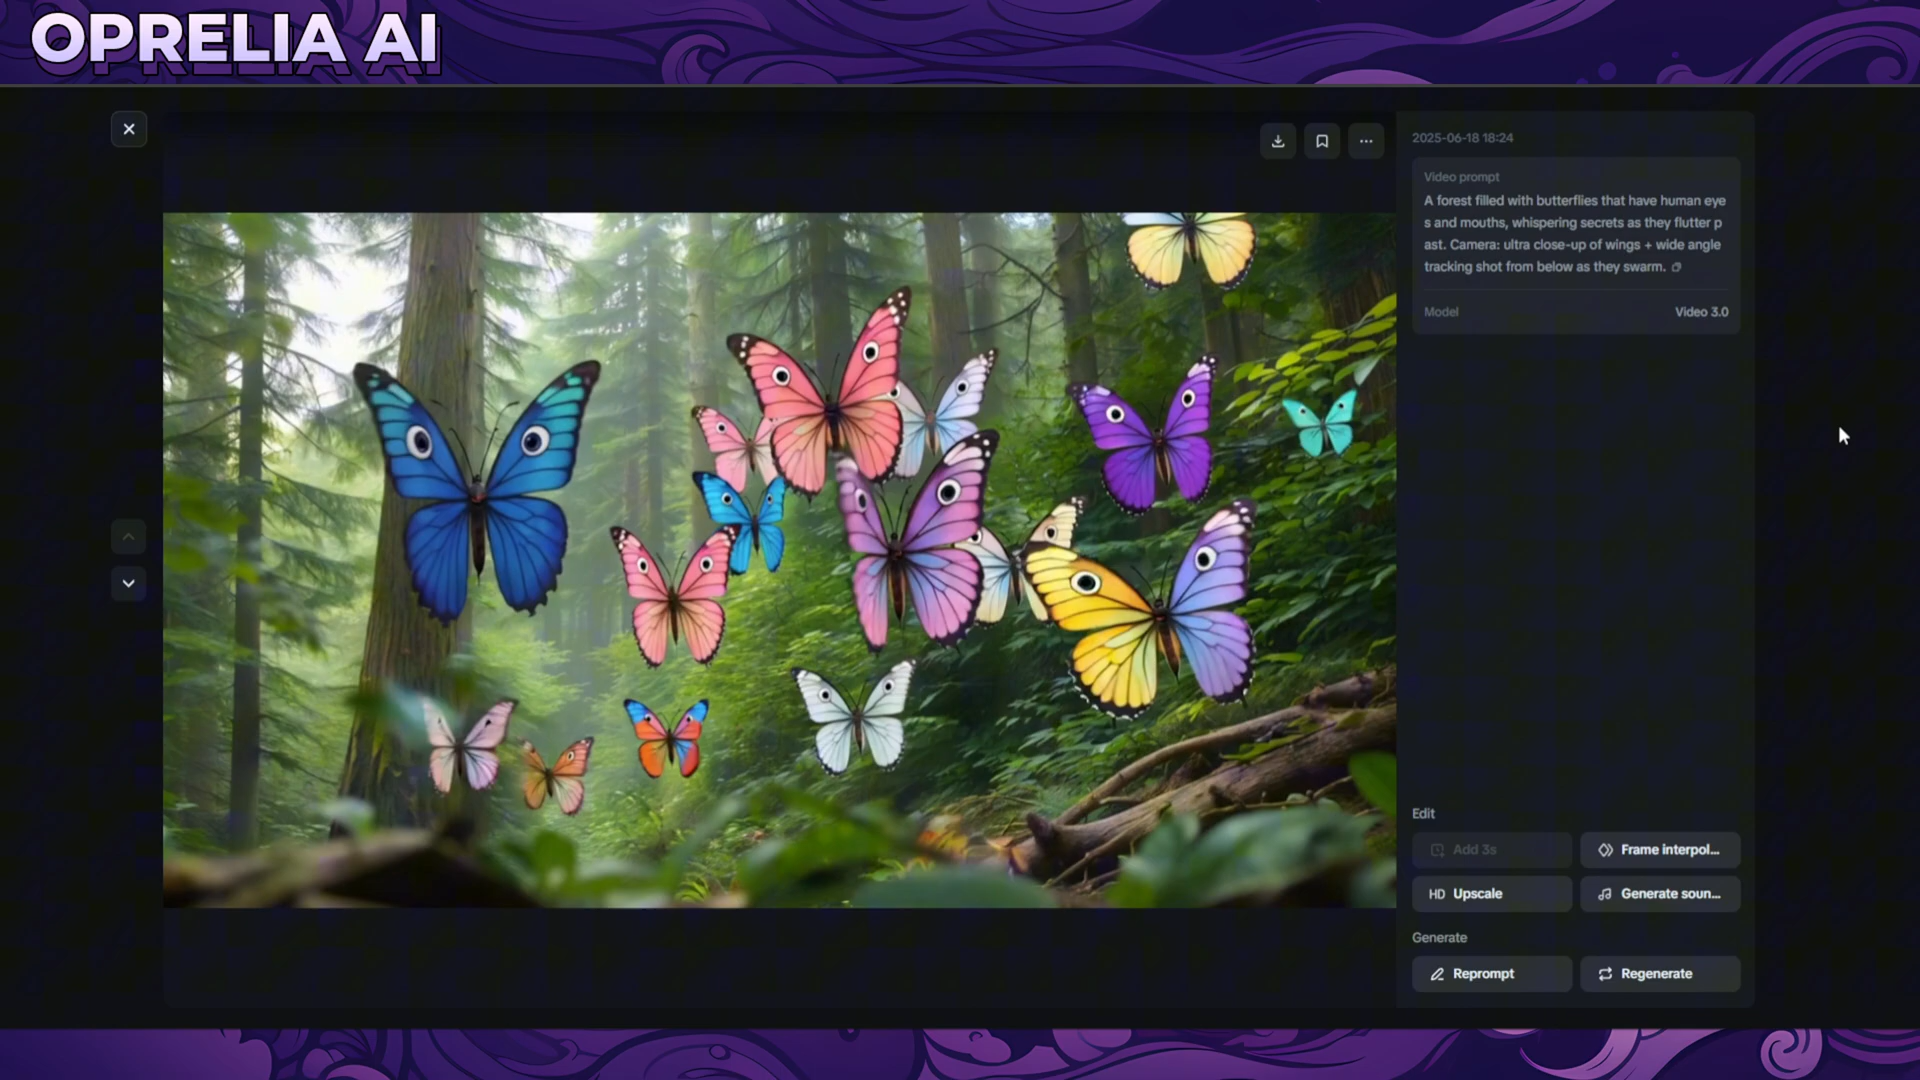 OPRELIA AI
2025-06-18 18:24
Video prompt
A forest filled with butterflies that have human eye
s and mouths, whispering secrets as they flutter p
ast. Camera: ultra close-up of wings + wide angle
tracking shot from below as they swarm.
Model Video 3.0
Edit
Add 3s Frame interpol...
HD Upscale Generate soun...
Generate
Reprompt Regenerate